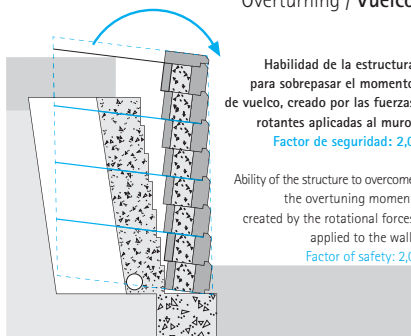 Overturning / Vuelco
Habilidad de la estructura
para sobrepasar el momento
de vuelco, creado por las fuerzas
rotantes aplicadas al muro
Factor de seguridad: 2,0
Ability of the structure to overcome
the overtuning momen
created by the rotational forces
applied to the wall
Factor of safety: 2,0